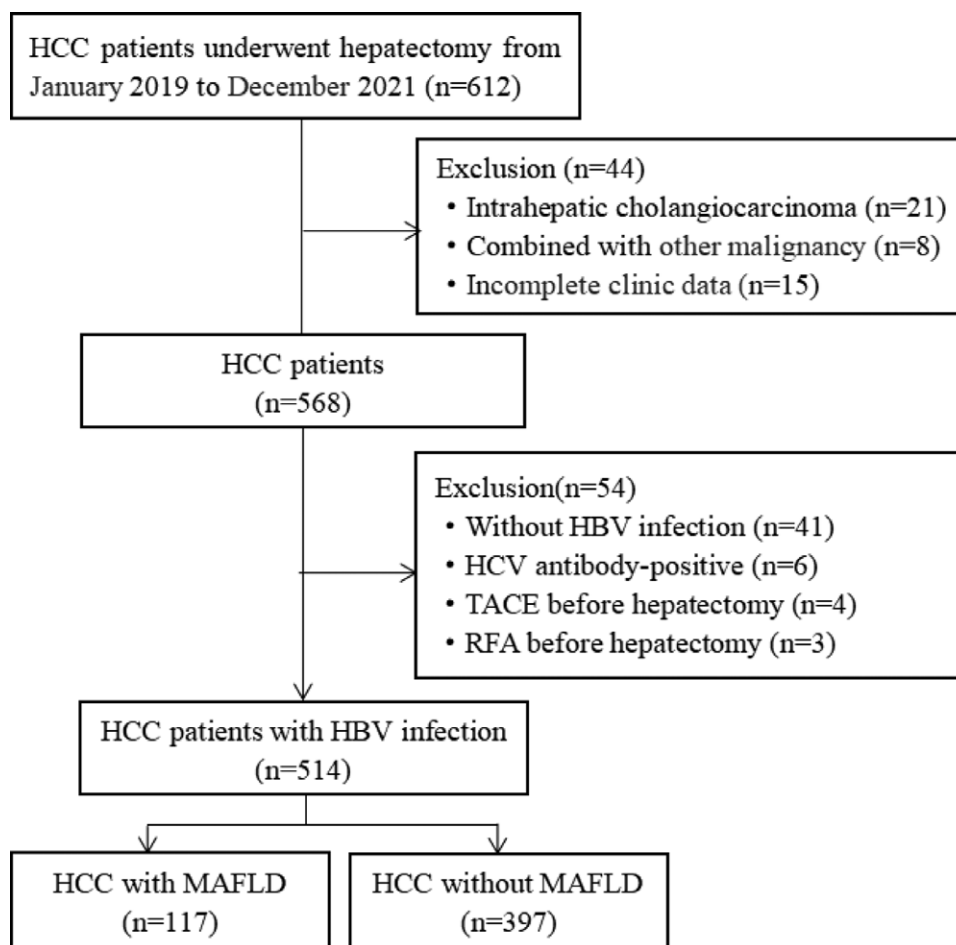 HCC patients underwent hepatectomy from
January 2019 to December 2021 (n=612)
Exclusion (n=44)
・Intrahepatic cholangiocarcinoma (n=21)
・Combined with other malignancy (n=8)
・Incomplete clinic data (n=15)
HCC patients
(n=568)
Exclusion(n=54)
・Without HBV infection (n=41)
・HCV antibody-positive (n=6)
・TACE before hepatectomy (n=4)
・RFA before hepatectomy (n=3)
HCC patients with HBV infection
(n=514)
HCC with MAFLD
(n=117)
HCC without MAFLD
(n=397)